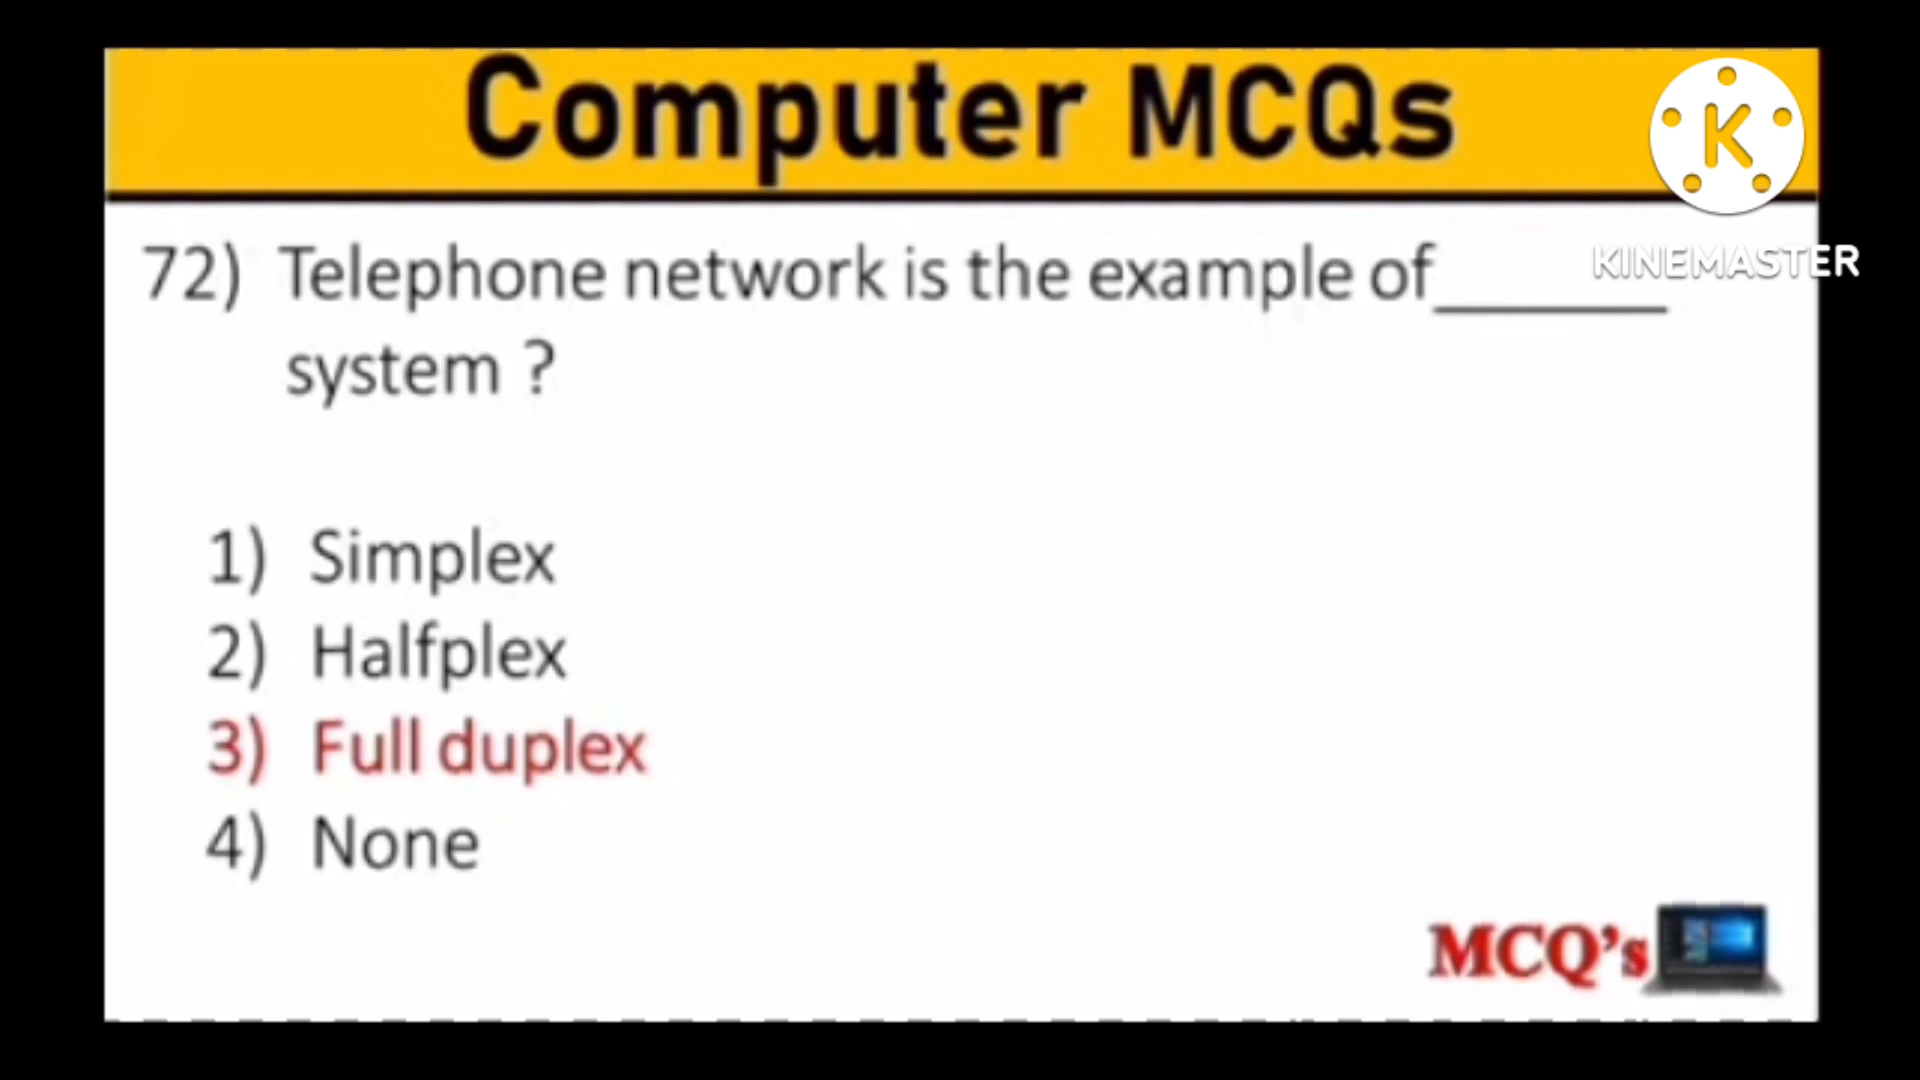 Computer MCQs
K
KINEMASTER
72) Telephone network is the example of_______
system ?
1) Simplex
2) Halfplex
3) Full duplex
4) None
MCQ's